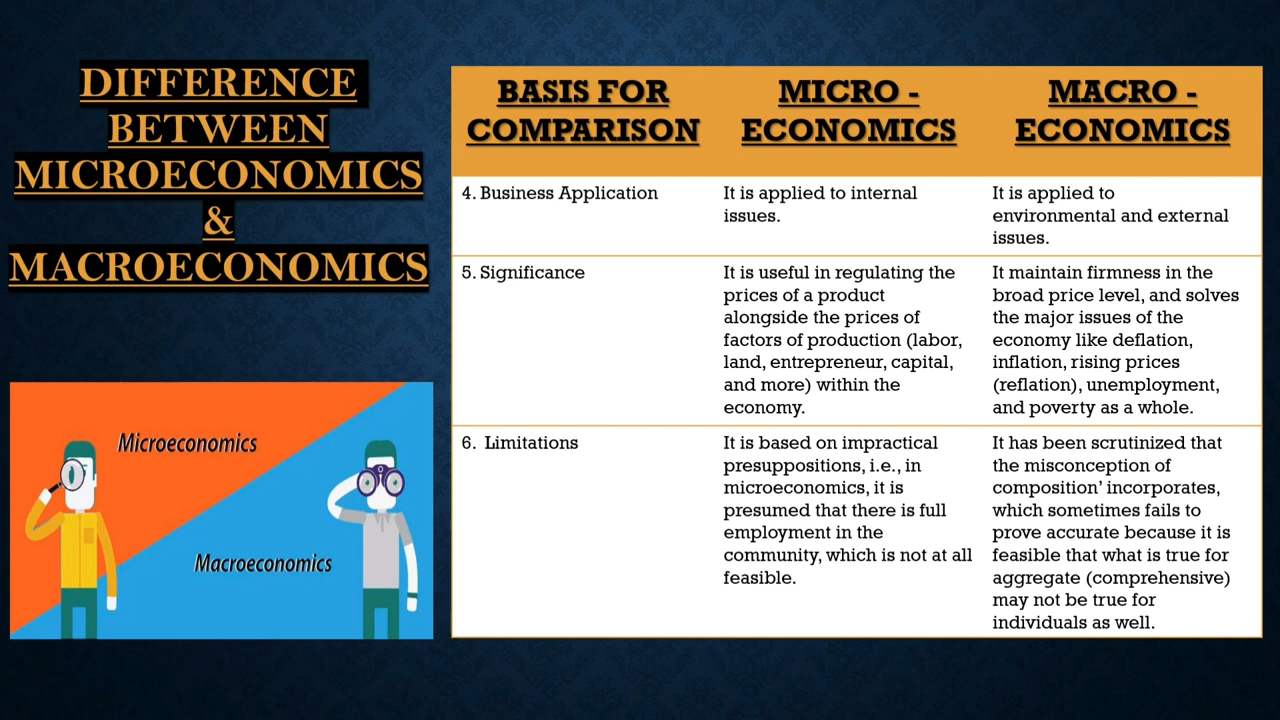 DIFFERENCE
BETWEEN
MICROECONOMICS
&
MACROECONOMICS
BASIS FOR
COMPARISON
MICRO -
ECONOMICS
MACRO -
ECONOMICS
4. Business Application
It is applied to internal
issues.
It is applied to
environmental and external
issues.
5. Significance
It is useful in regulating the
prices of a product
alongside the prices of
factors of production (labor,
land, entrepreneur, capital,
and more) within the
economy.
It maintain firmness in the
broad price level, and solves
the major issues of the
economy like deflation,
inflation, rising prices
(reflation), unemployment,
and poverty as a whole.
6. Limitations
It is based on impractical
presuppositions, i.e., in
microeconomics, it is
presumed that there is full
employment in the
community, which is not at all
feasible.
It has been scrutinized that
the misconception of
composition’ incorporates,
which sometimes fails to
prove accurate because it is
feasible that what is true for
aggregate (comprehensive)
may not be true for
individuals as well.
Microeconomics
Macroeconomics